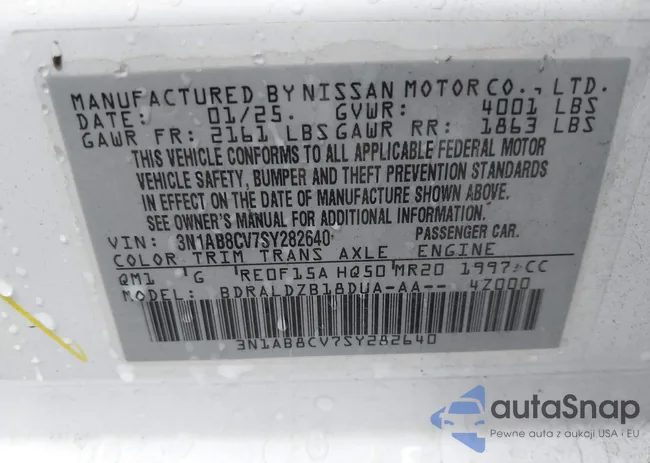 MANUFACTURED BY NISSAN MOTOR CO., LTD.
DATE: 01/25. GVWR: 4001 LBS
GAWR FR: 2161 LBS GAWR RR: 1863 LBS
THIS VEHICLE CONFORMS TO ALL APPLICABLE FEDERAL MOTOR
VEHICLE SAFETY, BUMPER AND THEFT PREVENTION STANDARDS
IN EFFECT ON THE DATE OF MANUFACTURE SHOWN ABOVE.
SEE OWNER'S MANUAL FOR ADDITIONAL INFORMATION.
VIN: 3N1AB8CV7SY282640 PASSENGER CAR.
COLOR TRIM TRANS AXLE ENGINE
QM1 G RE0F15A HQ50 MR20 1997 CC
MODEL: BDRALDZB18DUA-AA-- 4Z000
3N1AB8CV7SY282640
autaSnap
Pewne auta z aukcji USA i EU